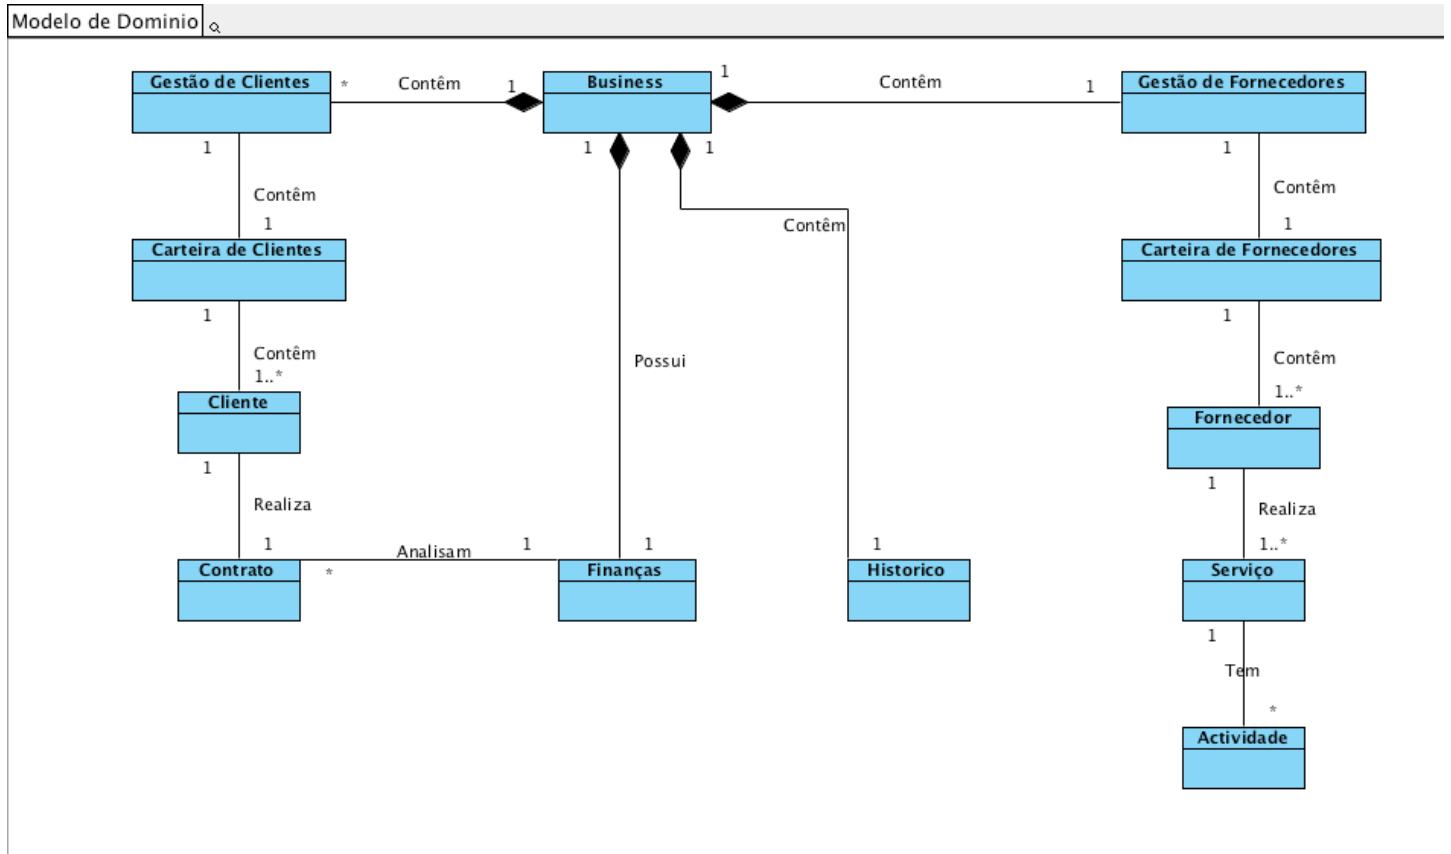 Modelo de Dominio
Gestão de Clientes
*
Contêm
1
Business
1
Contêm
1
Gestão de Fornecedores
1
1
1
1
Contêm
Contêm
1
Contêm
1
Carteira de Clientes
Carteira de Fornecedores
1
1
Contêm
1..*
Possui
Contêm
1..*
Cliente
Fornecedor
1
1
Realiza
Realiza
1
Analisam
1
1
1
1..*
Contrato
*
Finanças
Historico
Serviço
1
Tem
*
Actividade